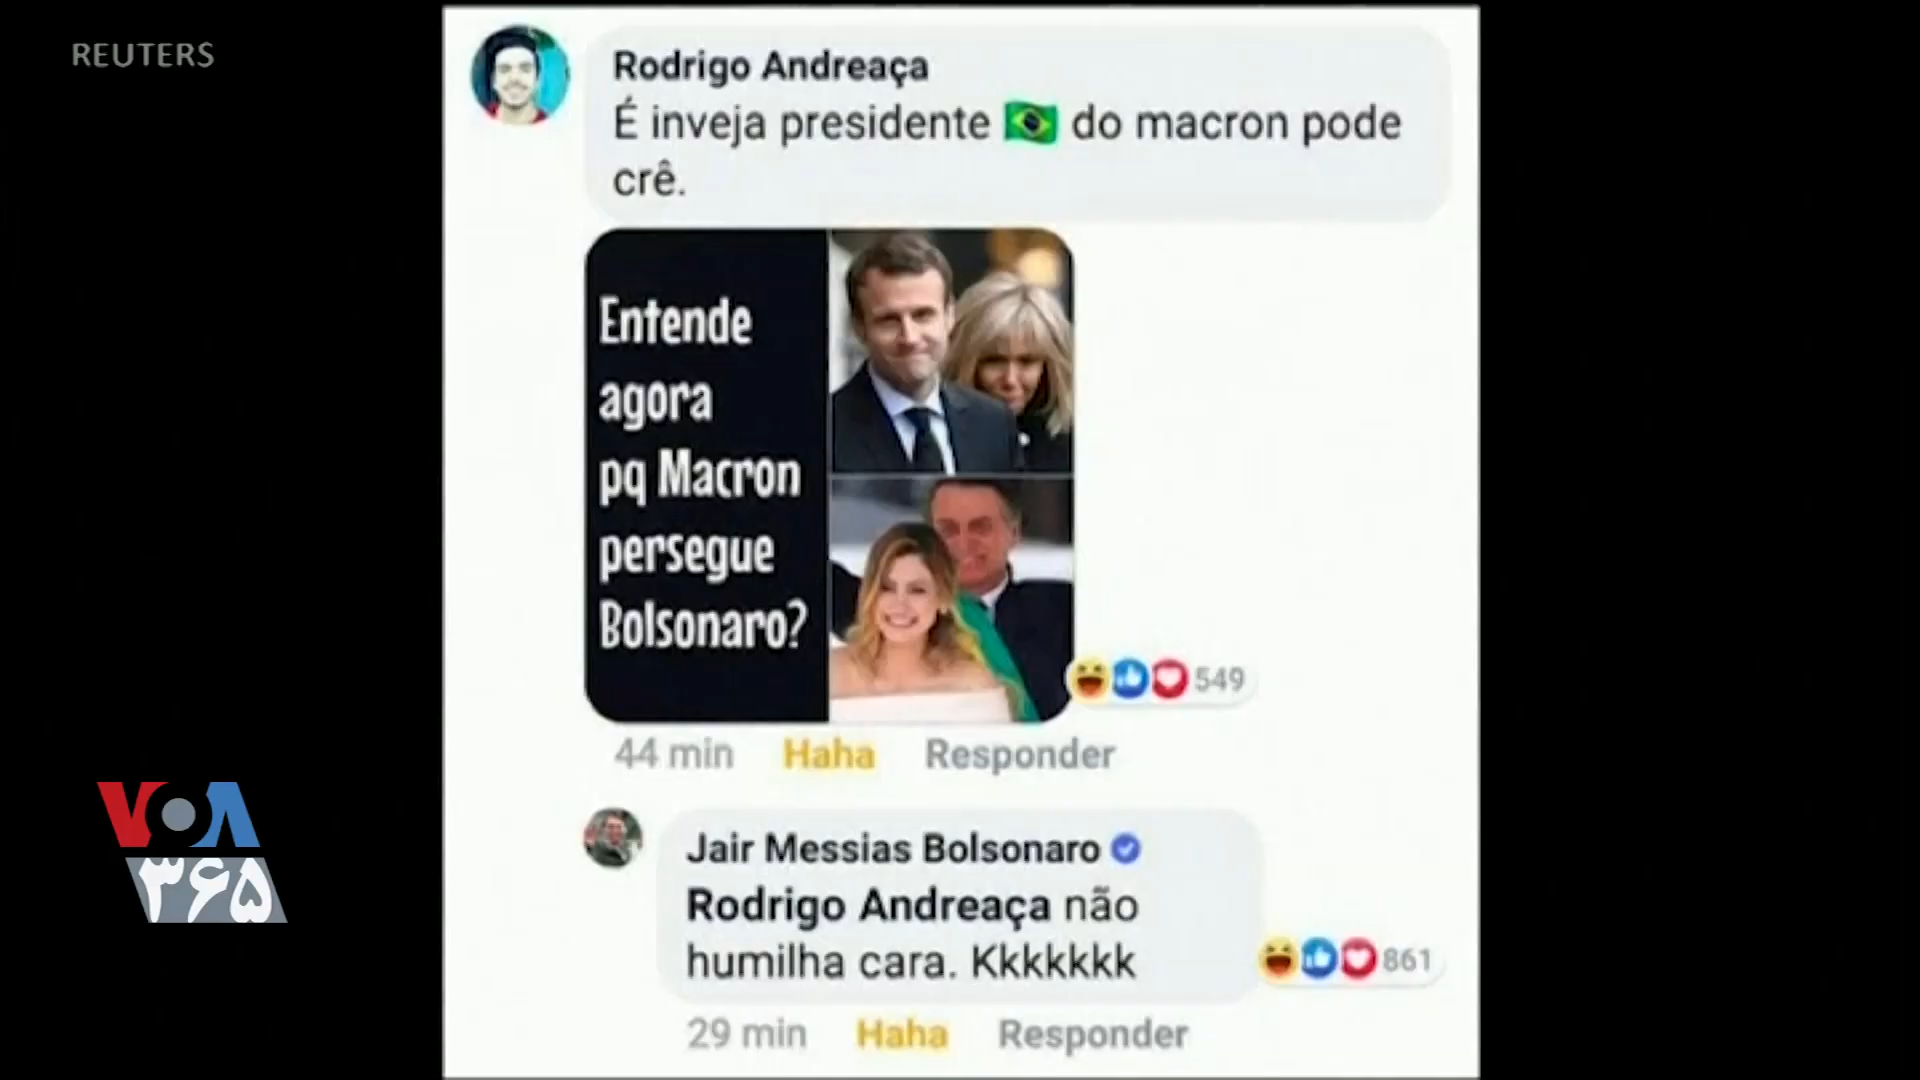 REUTERS
Rodrigo Andreaça
É inveja presidente 🇧🇷 do macron pode
crê.
Entende
agora
pq Macron
persegue
Bolsonaro?
549
44 min Haha Responder
Jair Messias Bolsonaro
Rodrigo Andreaça não
humilha cara. Kkkkkkk
861
29 min Haha Responder
VOA
۳۶۵